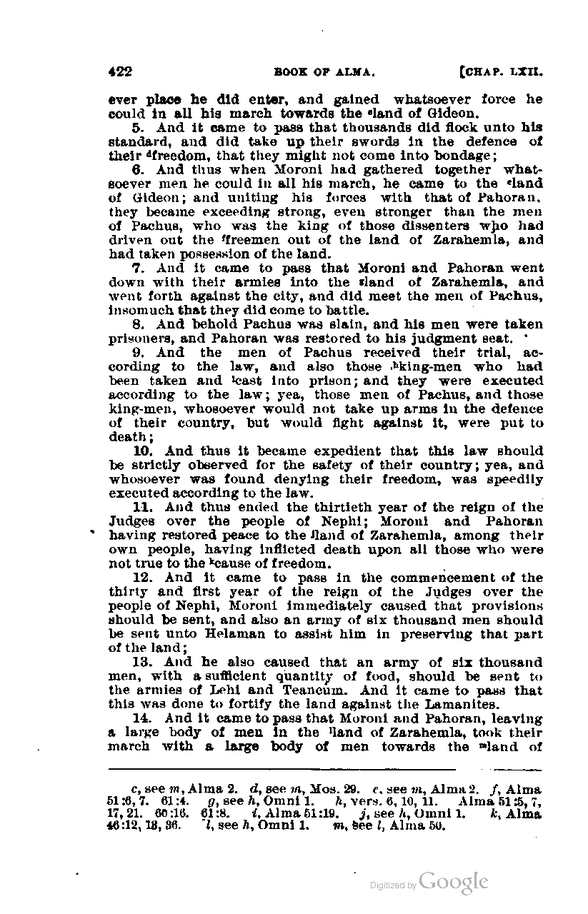 422 BOOK OF ALMA. [CHAP. LXII.
ever place he did enter, and gained whatsoever force he
could in all his march towards the cland of Gideon.
5. And it came to pass that thousands did flock unto his
standard, and did take up their swords in the defence of
their dfreedom, that they might not come into bondage;
6. And thus when Moroni had gathered together what-
soever men he could in all his march, he came to the eland
of Gideon; and uniting his forces with that of Pahoran,
they became exceeding strong, even stronger than the men
of Pachus, who was the king of those dissenters who had
driven out the ffreemen out of the land of Zarahemla, and
had taken possession of the land.
7. And it came to pass that Moroni and Pahoran went
down with their armies into the gland of Zarahemla, and
went forth against the city, and did meet the men of Pachus,
insomuch that they did come to battle.
8. And behold Pachus was slain, and his men were taken
prisoners, and Pahoran was restored to his judgment seat.
9. And the men of Pachus received their trial, ac-
cording to the law, and also those hking-men who had
been taken and icast into prison; and they were executed
according to the law; yea, those men of Pachus, and those
king-men, whosoever would not take up arms in the defence
of their country, but would fight against it, were put to
death;
10. And thus it became expedient that this law should
be strictly observed for the safety of their country; yea, and
whosoever was found denying their freedom, was speedily
executed according to the law.
11. And thus ended the thirtieth year of the reign of the
Judges over the people of Nephi; Moroni and Pahoran
having restored peace to the jland of Zarahemla, among their
own people, having inflicted death upon all those who were
not true to the kcause of freedom.
12. And it came to pass in the commencement of the
thirty and first year of the reign of the Judges over the
people of Nephi, Moroni immediately caused that provisions
should be sent, and also an army of six thousand men should
be sent unto Helaman to assist him in preserving that part
of the land;
13. And he also caused that an army of six thousand
men, with a sufficient quantity of food, should be sent to
the armies of Lehi and Teancum. And it came to pass that
this was done to fortify the land against the Lamanites.
14. And it came to pass that Moroni and Pahoran, leaving
a large body of men in the lland of Zarahemla, took their
march with a large body of men towards the mland of
c, see m, Alma 2. d, see m, Mos. 29. e, see m, Alma 2. f, Alma
51:6, 7. 61:4. g, see h, Omni 1. h, vers. 6, 10, 11. Alma 51:5, 7,
17, 21. 60:16. 61:8. i, Alma 51:19. j, see h, Omni 1. k, Alma
46:12, 13, 36. l, see h, Omni 1. m, see l, Alma 50.
Digitized by Google